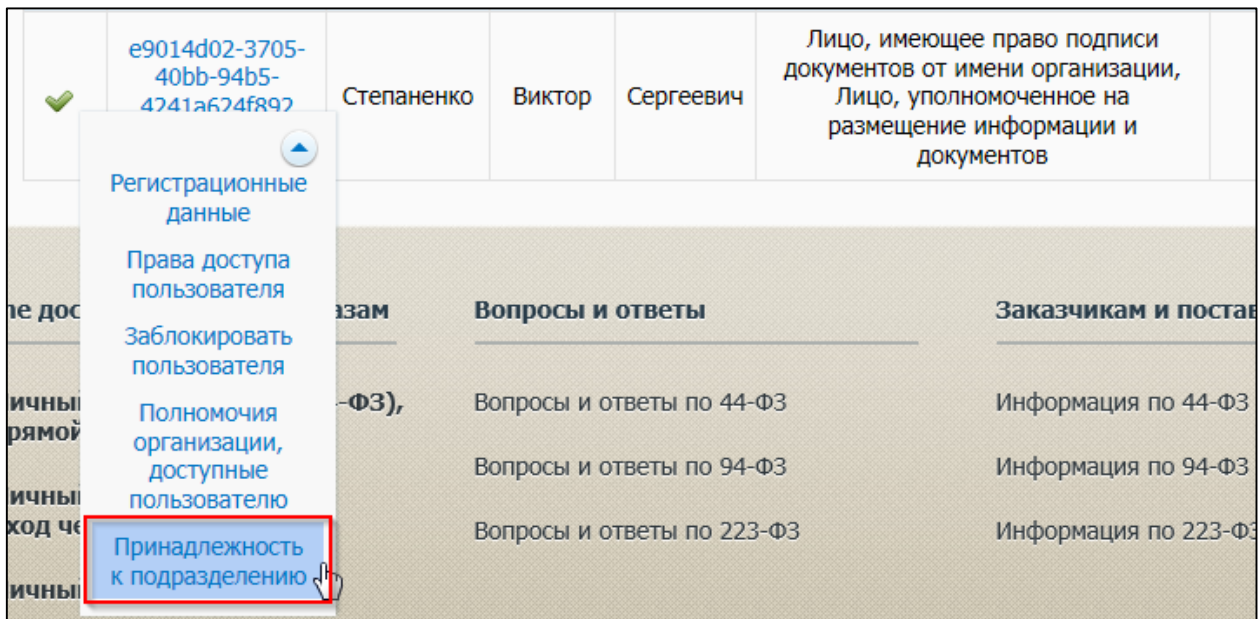 e9014d02-3705-
40bb-94b5-
4241a624f892
Степаненко
Виктор
Сергеевич
Лицо, имеющее право подписи
документов от имени организации,
Лицо, уполномоченное на
размещение информации и
документов
Регистрационные
данные
Права доступа
пользователя
Заблокировать
пользователя
Полномочия
организации,
доступные
пользователю
Принадлежность
к подразделению
Вопросы и ответы
Вопросы и ответы по 44-ФЗ
Вопросы и ответы по 94-ФЗ
Вопросы и ответы по 223-ФЗ
Заказчикам и постав
Информация по 44-ФЗ
Информация по 94-ФЗ
Информация по 223-ФЗ